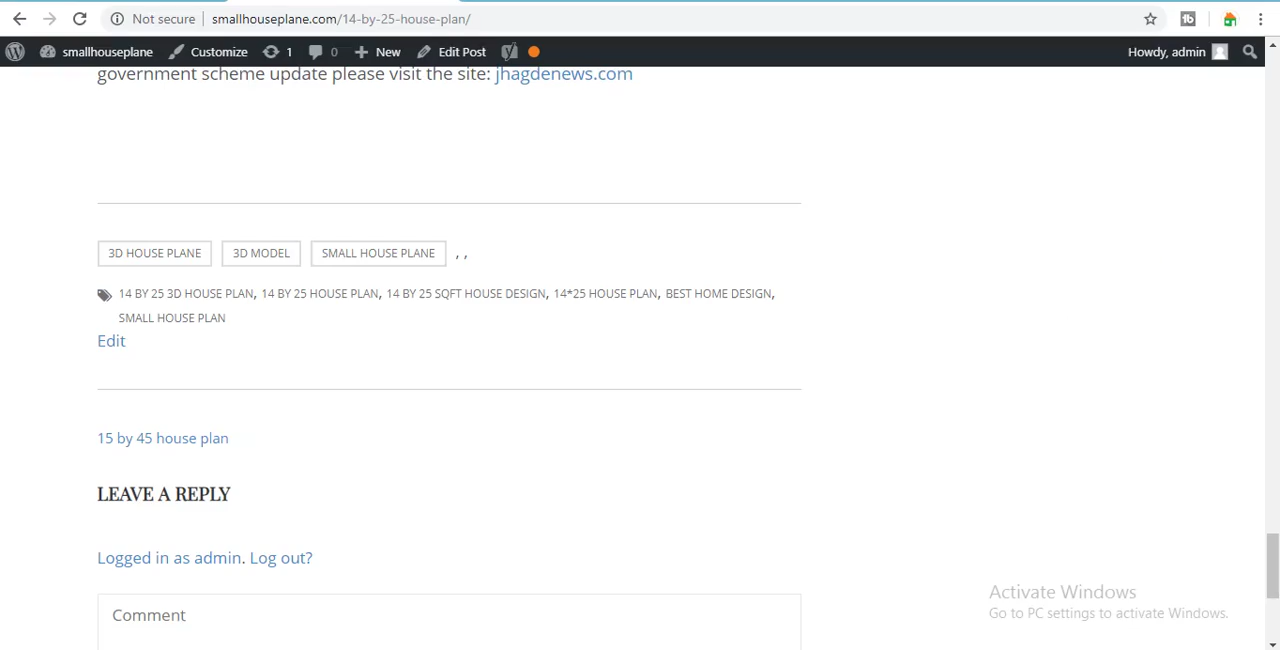 Not secure smallhouseplane.com/14-by-25-house-plan/
smallhouseplane Customize 1 0 New Edit Post Howdy, admin
government scheme update please visit the site: jhagdenews.com
3D HOUSE PLANE 3D MODEL SMALL HOUSE PLANE , ,
14 BY 25 3D HOUSE PLAN, 14 BY 25 HOUSE PLAN, 14 BY 25 SQFT HOUSE DESIGN, 14*25 HOUSE PLAN, BEST HOME DESIGN,
SMALL HOUSE PLAN
Edit
15 by 45 house plan
LEAVE A REPLY
Logged in as admin. Log out?
Comment
Activate Windows
Go to PC settings to activate Windows.